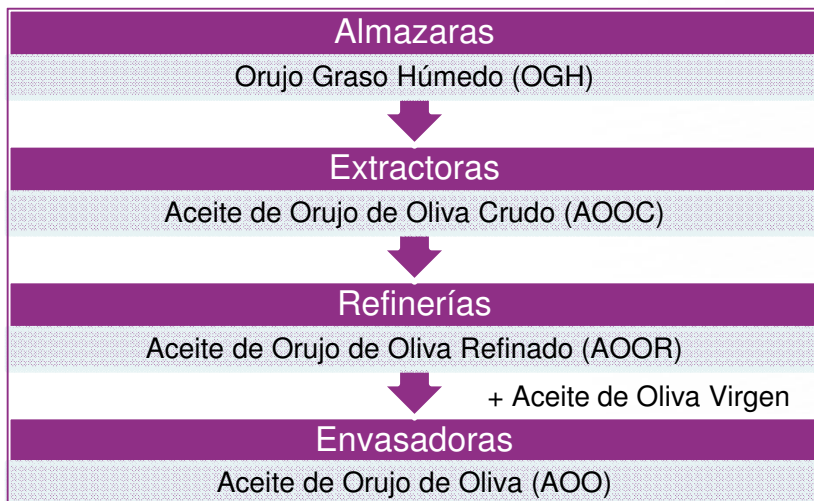 Almazaras
Orujo Graso Húmedo (OGH)
Extractoras
Aceite de Orujo de Oliva Crudo (AOOC)
Refinerías
Aceite de Orujo de Oliva Refinado (AOOR)
+ Aceite de Oliva Virgen
Envasadoras
Aceite de Orujo de Oliva (AOO)